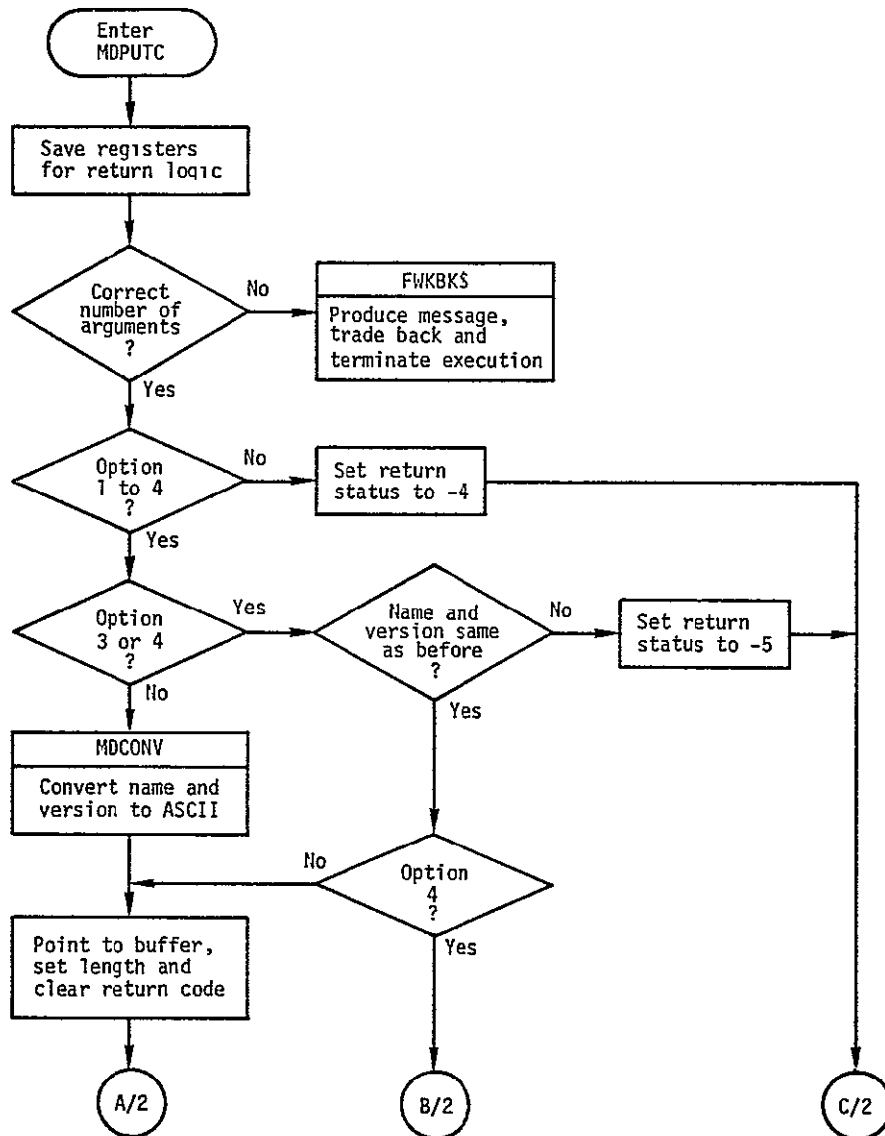 Enter
MDPUTC
Save registers
for return logic
Correct
number of
arguments
?
No
Yes
FWKBK$
Produce message,
trade back and
terminate execution
Option
1 to 4
?
No
Yes
Set return
status to -4
Option
3 or 4
?
Yes
No
Name and
version same
as before
?
No
Yes
Set return
status to -5
MDCONV
Convert name and
version to ASCII
Option
4
?
No
Yes
Point to buffer,
set length and
clear return code
A/2
B/2
C/2